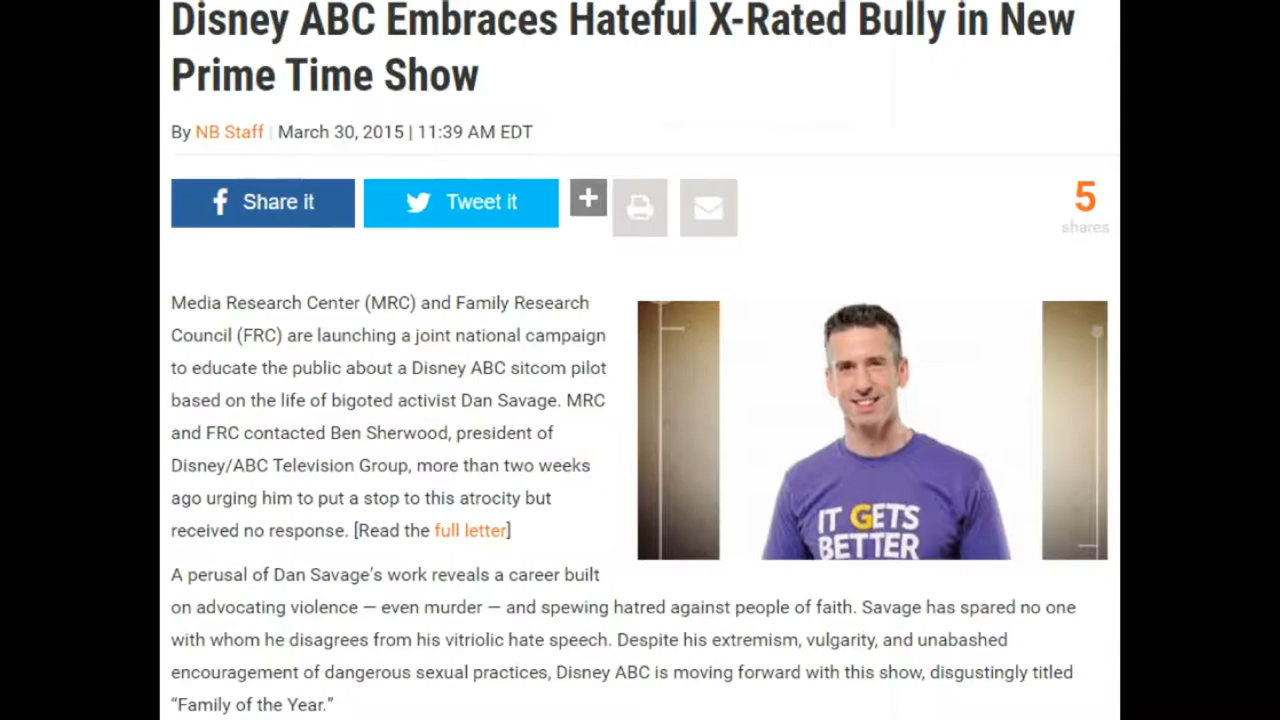 Disney ABC Embraces Hateful X-Rated Bully in New
Prime Time Show
By NB Staff | March 30, 2015 | 11:39 AM EDT
Share it
Tweet it
+
5
shares
Media Research Center (MRC) and Family Research
Council (FRC) are launching a joint national campaign
to educate the public about a Disney ABC sitcom pilot
based on the life of bigoted activist Dan Savage. MRC
and FRC contacted Ben Sherwood, president of
Disney/ABC Television Group, more than two weeks
ago urging him to put a stop to this atrocity but
received no response. [Read the full letter]
IT GETS
BETTER
A perusal of Dan Savage’s work reveals a career built
on advocating violence — even murder — and spewing hatred against people of faith. Savage has spared no one
with whom he disagrees from his vitriolic hate speech. Despite his extremism, vulgarity, and unabashed
encouragement of dangerous sexual practices, Disney ABC is moving forward with this show, disgustingly titled
“Family of the Year.”